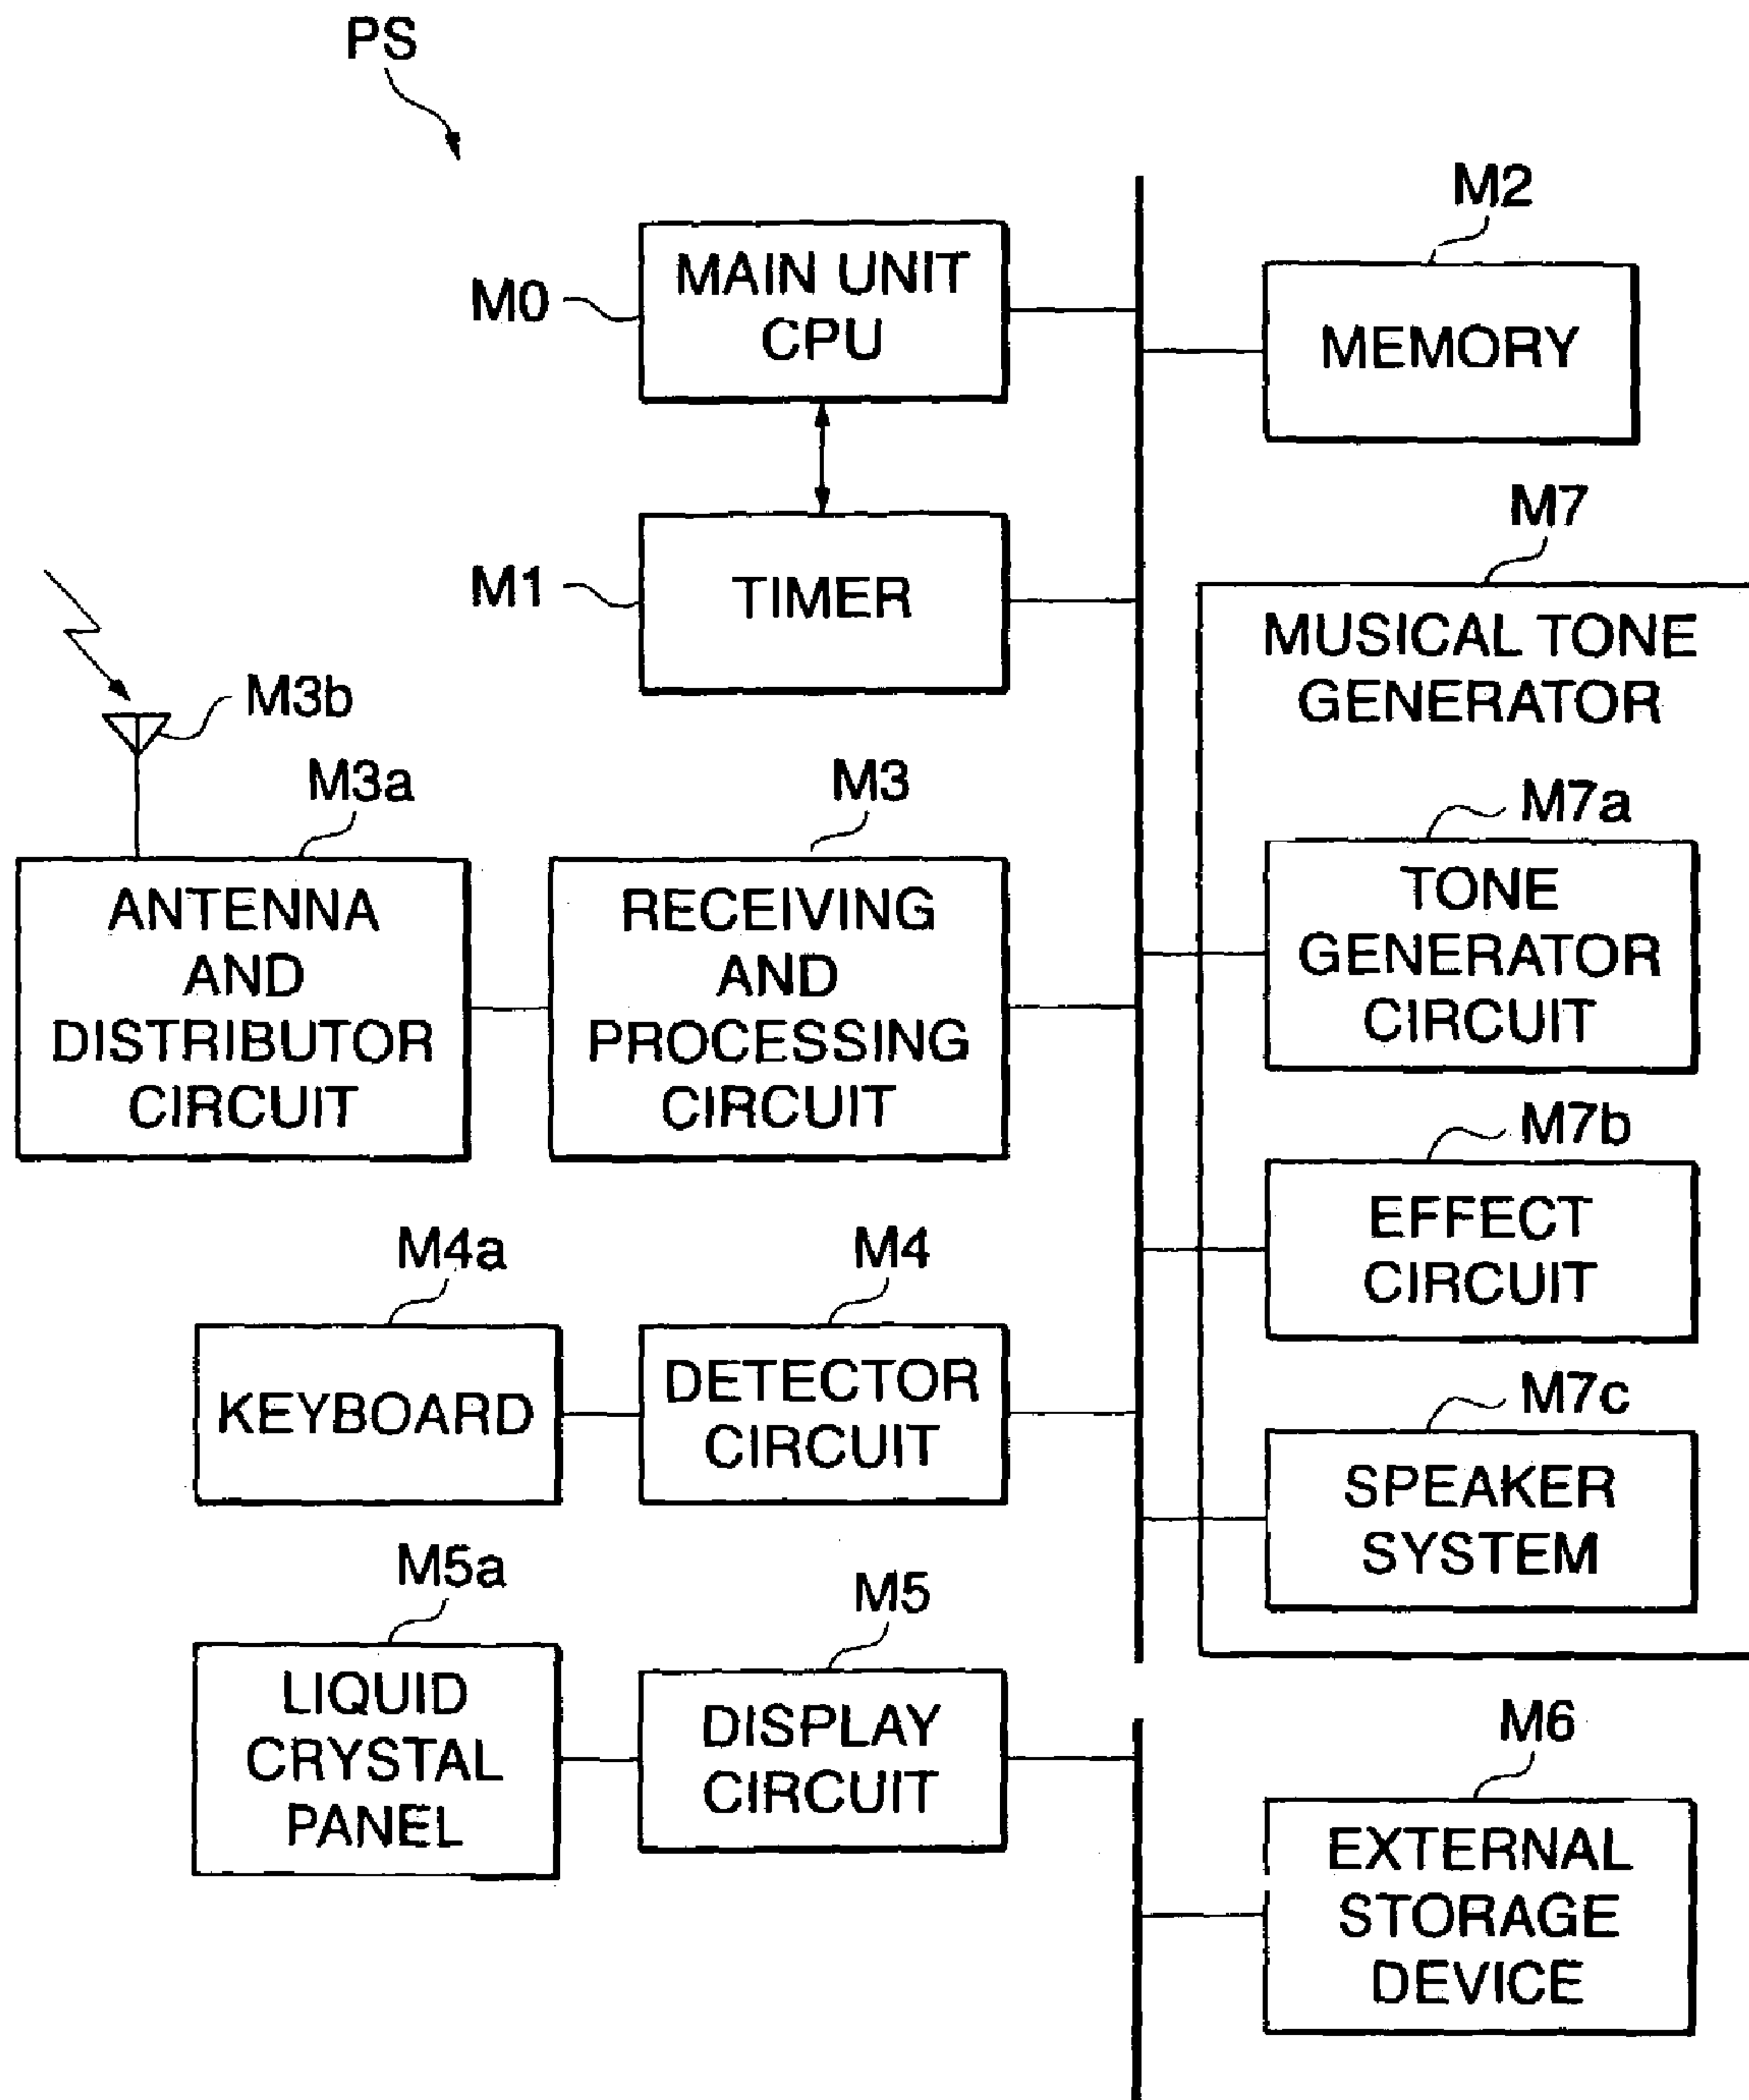 PS
M0
MAIN UNIT
CPU
M2
MEMORY
M1
TIMER
M7
MUSICAL TONE
GENERATOR
M3b
M3a
ANTENNA
AND
DISTRIBUTOR
CIRCUIT
M3
RECEIVING
AND
PROCESSING
CIRCUIT
M7a
TONE
GENERATOR
CIRCUIT
M7b
EFFECT
CIRCUIT
M4a
KEYBOARD
M4
DETECTOR
CIRCUIT
M7c
SPEAKER
SYSTEM
M5a
LIQUID
CRYSTAL
PANEL
M5
DISPLAY
CIRCUIT
M6
EXTERNAL
STORAGE
DEVICE